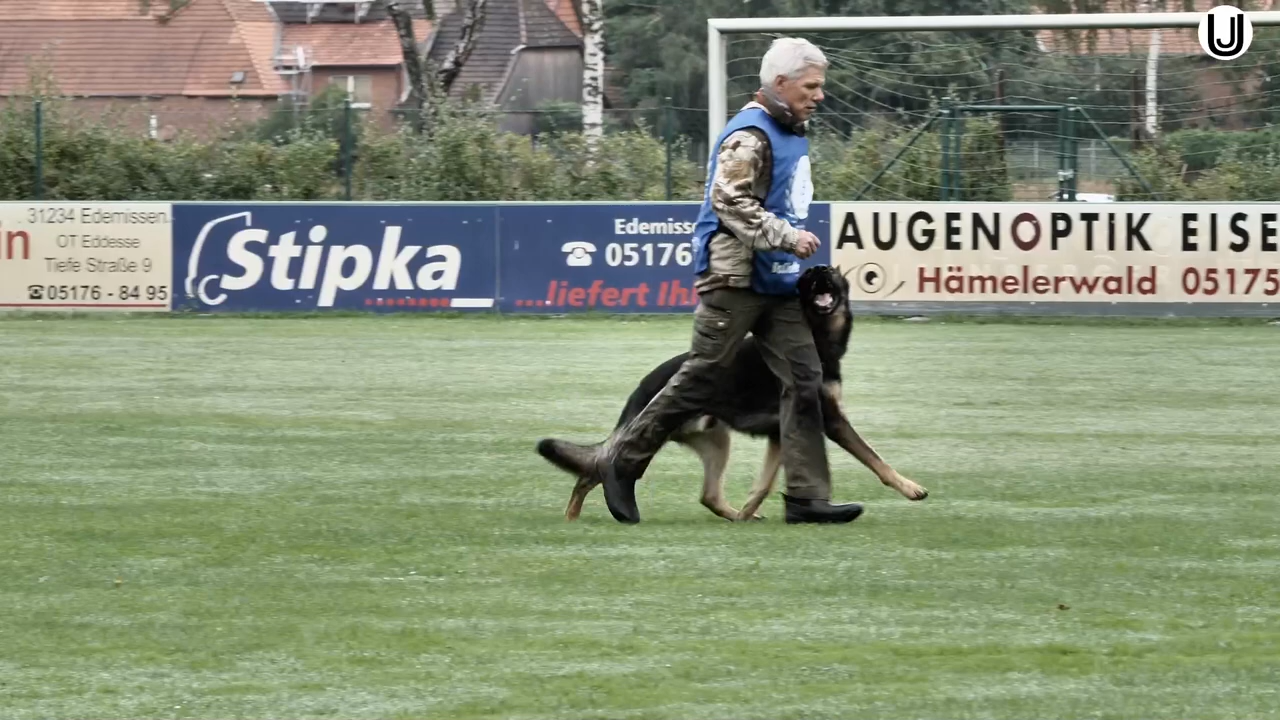 in
31234 Edemissen
OT Eddesse
Tiefe Straße 9
☎05176 - 84 95
Stipka
Edemiss
☎ 05176
...liefert Ih
AUGENOPTIK EISE
Hämelerwald 05175
UJ